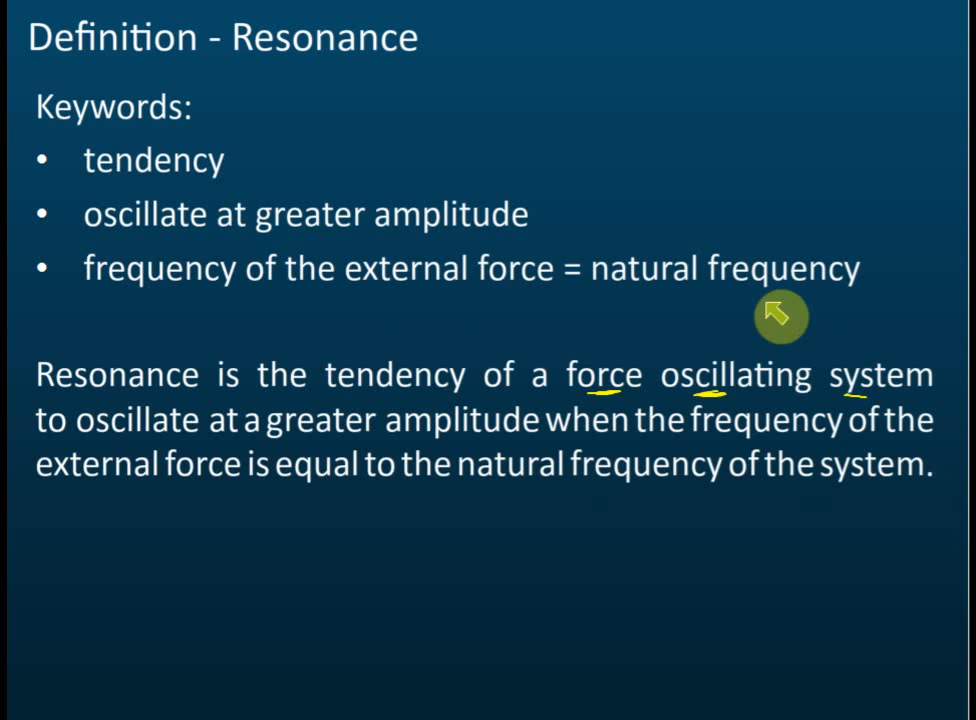 Definition - Resonance
Keywords:
• tendency
• oscillate at greater amplitude
• frequency of the external force = natural frequency
Resonance is the tendency of a force oscillating system
to oscillate at a greater amplitude when the frequency of the
external force is equal to the natural frequency of the system.